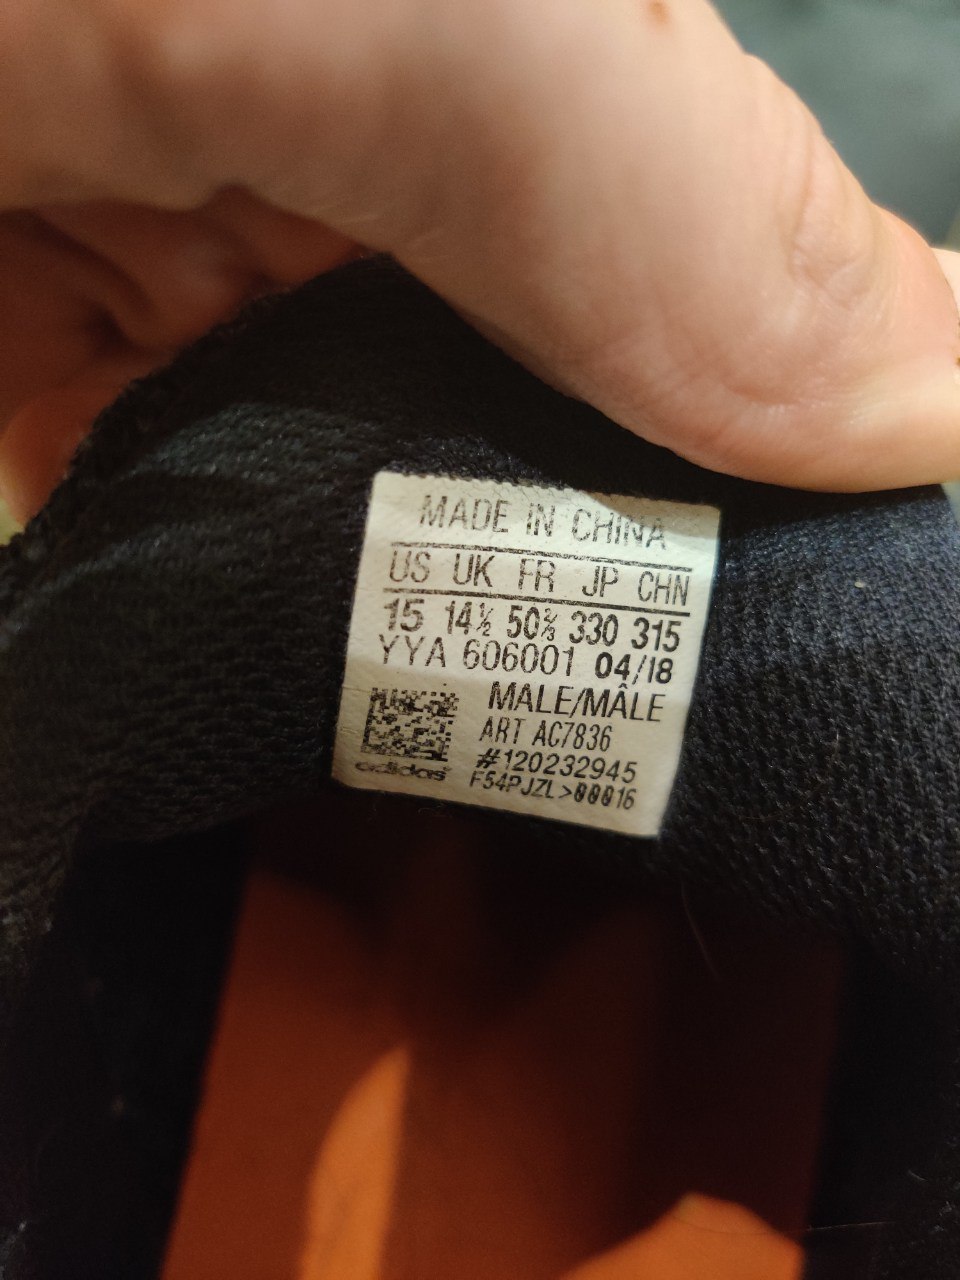 MADE IN CHINA
US UK FR JP CHN
15 14½ 50⅔ 330 315
YYA 606001 04/18
MALE/MÂLE
ART AC7836
#120232945
adidas
F54PJZL>00016